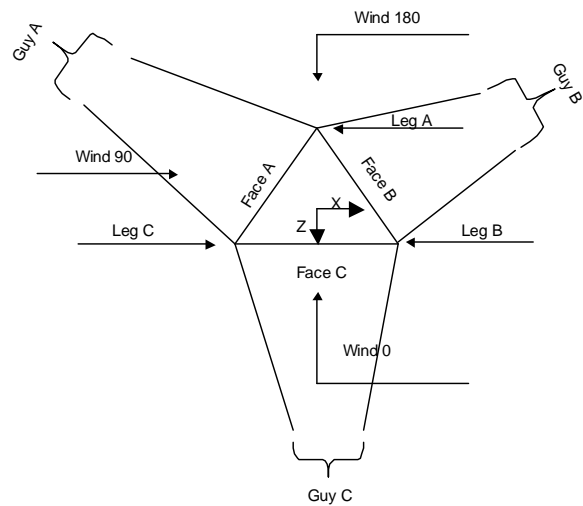 Wind 180
Guy A
Guy B
Leg A
Wind 90
Face A
Face B
X
Z
Leg C
Leg B
Face C
Wind 0
Guy C